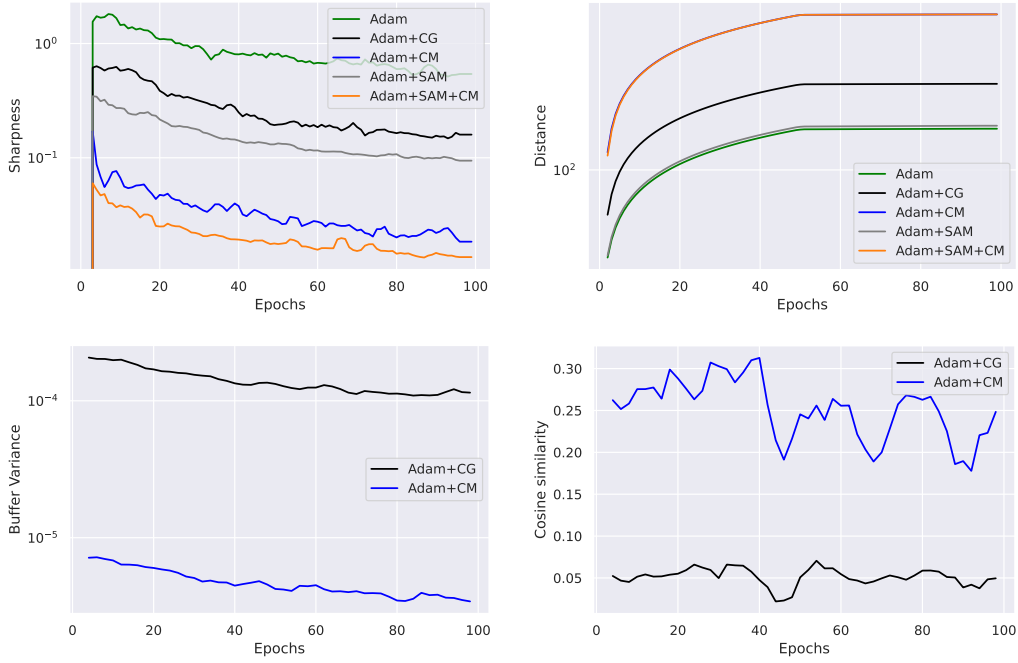 Sharpness
10⁰
10⁻¹
Adam
Adam+CG
Adam+CM
Adam+SAM
Adam+SAM+CM
0 20 40 60 80 100
Epochs
Distance
10²
Adam
Adam+CG
Adam+CM
Adam+SAM
Adam+SAM+CM
0 20 40 60 80 100
Epochs
Buffer Variance
10⁻⁴
10⁻⁵
Adam+CG
Adam+CM
0 20 40 60 80 100
Epochs
Cosine similarity
0.30
0.25
0.20
0.15
0.10
0.05
Adam+CG
Adam+CM
0 20 40 60 80 100
Epochs